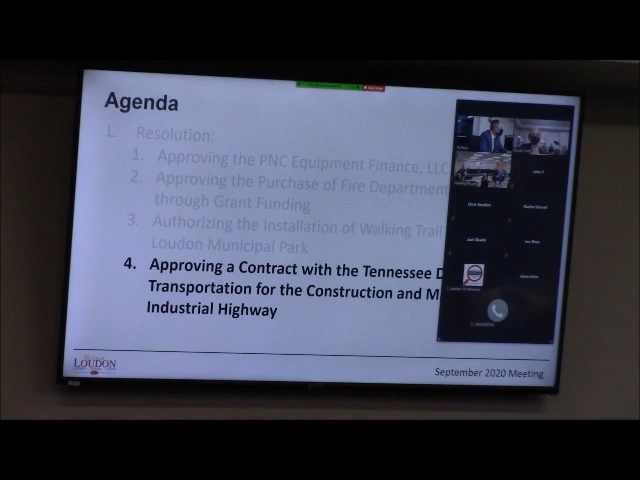 Agenda
L. Resolution:
1. Approving the PNC Equipment Finance, LLC
2. Approving the Purchase of Fire Department
through Grant Funding
3. Authorizing the Installation of Walking Trail
Loudon Municipal Park
4. Approving a Contract with the Tennessee D
Transportation for the Construction and M
Industrial Highway
LOUDON
September 2020 Meeting